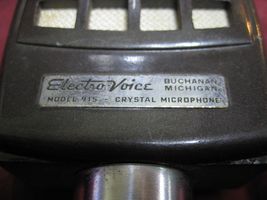 Electro-Voice BUCHANAN,
MICHIGAN
MODEL 915 - CRYSTAL MICROPHONE